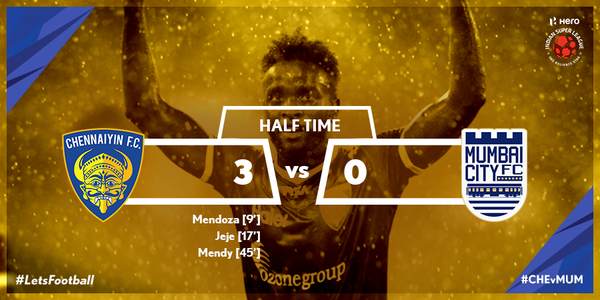 Hero
INDIAN SUPER LEAGUE
HALF TIME
CHENNAIYIN F.C.
3 vs 0
MUMBAI
CITY FC
Mendoza [9']
Jeje [17']
Mendy [45']
ozonegroup
#LetsFootball
#CHEvMUM